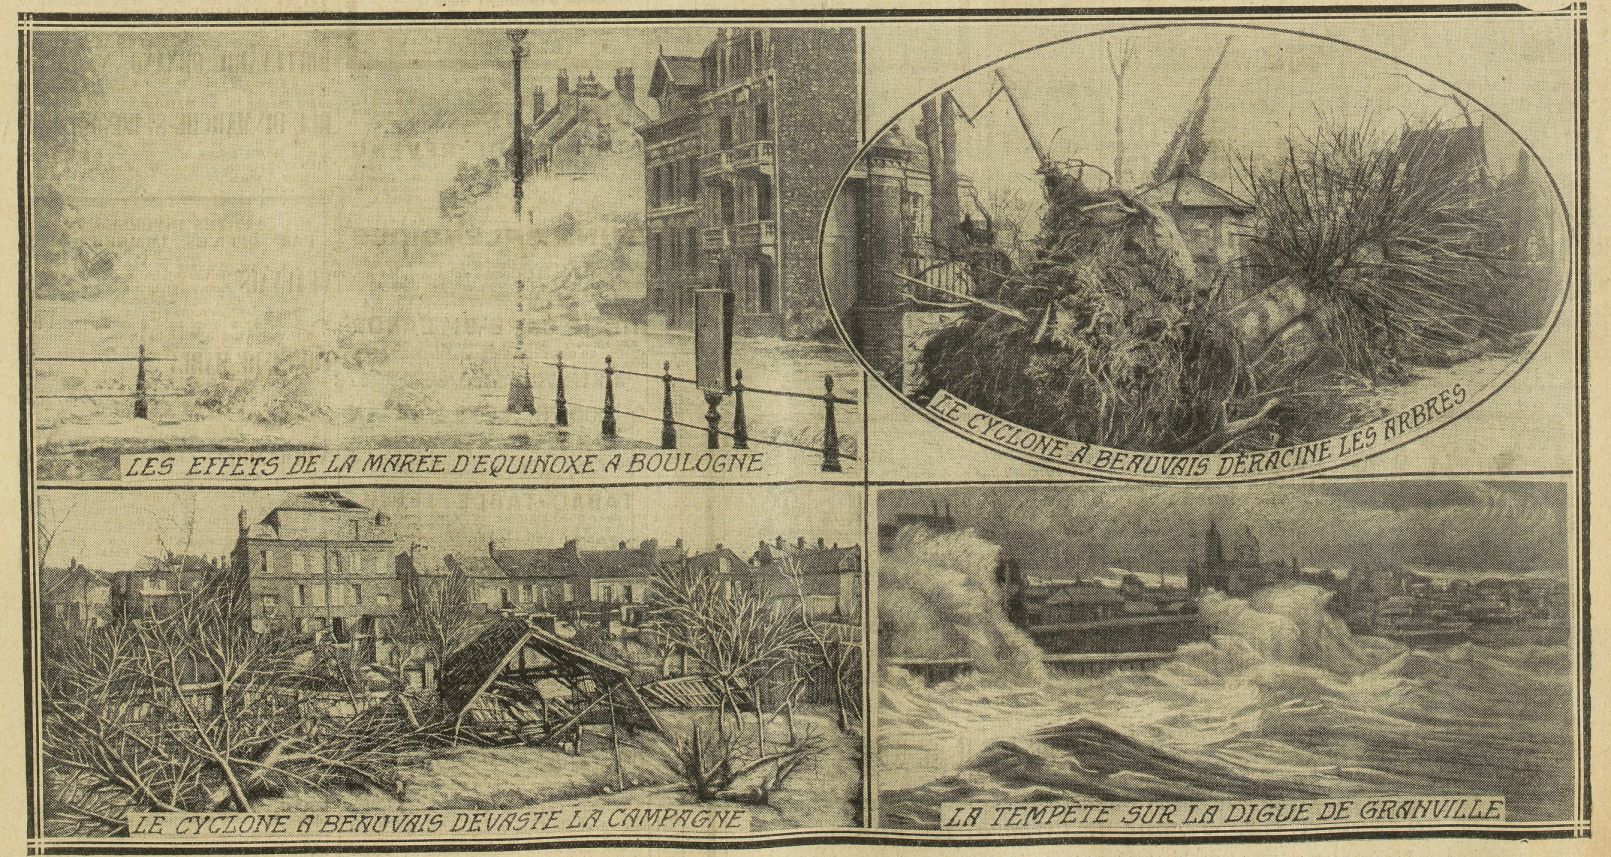 LES EFFETS DE LA MAREE D'EQUINOXE A BOULOGNE
LE CYCLONE A BEAUVAIS DÉRACINE LES ARBRES
LE CYCLONE A BEAUVAIS DEVASTE LA CAMPAGNE
LA TEMPÊTE SUR LA DIGUE DE GRANVILLE